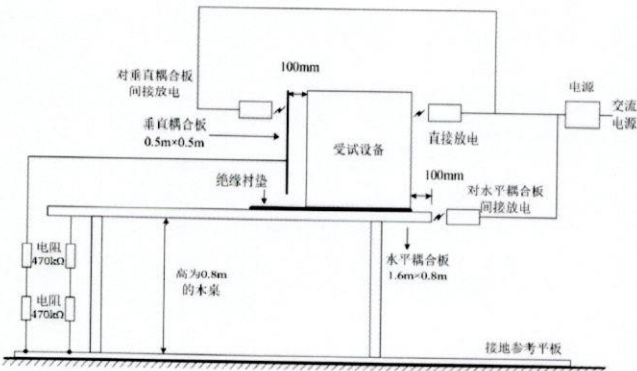 对垂直耦合板
间接放电
100mm
电源
交流
电源
垂直耦合板
0.5m×0.5m
受试设备
直接放电
100mm
绝缘衬垫
对水平耦合板
间接放电
电阻
470kΩ
高为0.8m
的木桌
水平耦合板
1.6m×0.8m
电阻
470kΩ
接地参考平板